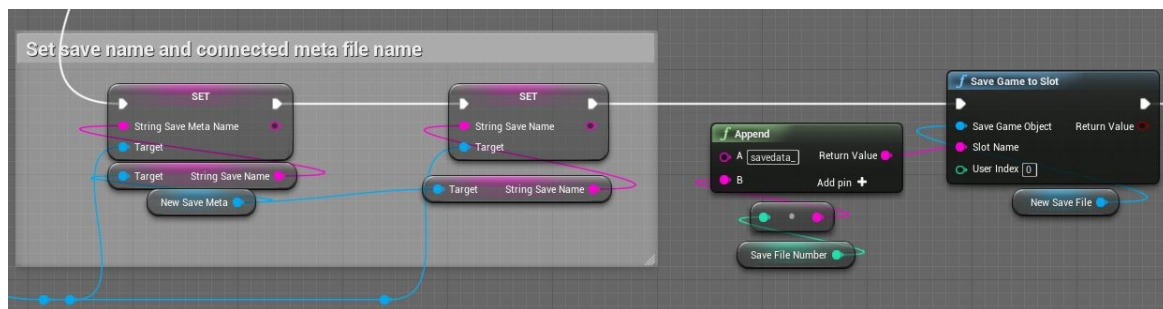 Set save name and connected meta file name
SET
String Save Meta Name
Target
Target String Save Name
New Save Meta
SET
String Save Name
Target
Target String Save Name
f Append
A savedata_ Return Value
B Add pin +
Save File Number
f Save Game to Slot
Save Game Object Return Value
Slot Name
User Index 0
New Save File